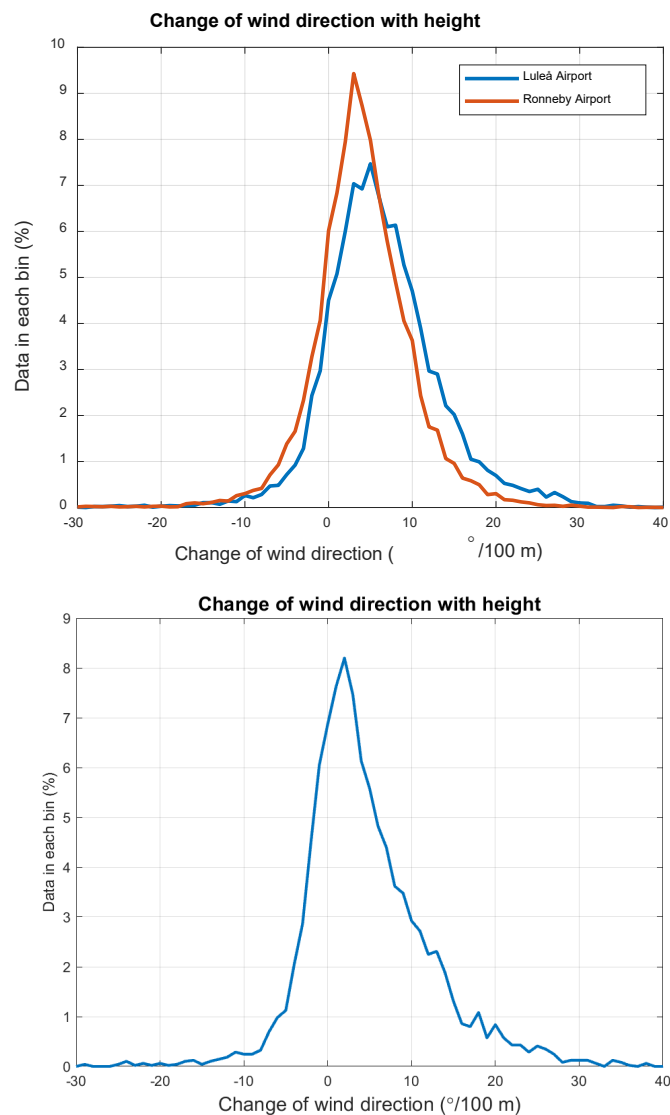 Change of wind direction with height
10
9
8
7
6
5
4
3
2
1
0
Luleå Airport
Ronneby Airport
Data in each bin (%)
-30 -20 -10 0 10 20 30 40
Change of wind direction ( °/100 m)
Change of wind direction with height
9
8
7
6
5
4
3
2
1
0
Data in each bin (%)
-30 -20 -10 0 10 20 30 40
Change of wind direction (°/100 m)